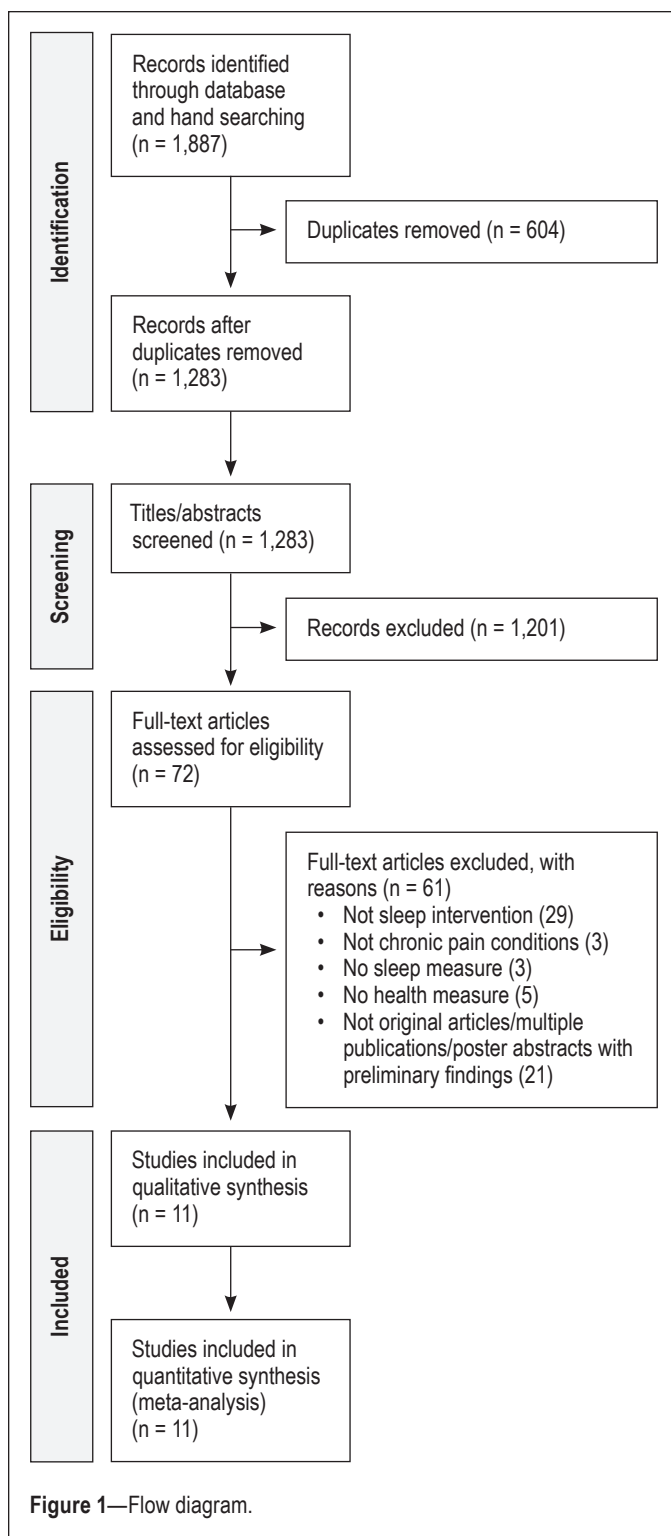 Identification
Records identified
through database
and hand searching
(n = 1,887)
Duplicates removed (n = 604)
Records after
duplicates removed
(n = 1,283)
Screening
Titles/abstracts
screened (n = 1,283)
Records excluded (n = 1,201)
Eligibility
Full-text articles
assessed for eligibility
(n = 72)
Full-text articles excluded, with
reasons (n = 61)
• Not sleep intervention (29)
• Not chronic pain conditions (3)
• No sleep measure (3)
• No health measure (5)
• Not original articles/multiple
publications/poster abstracts with
preliminary findings (21)
Included
Studies included in
qualitative synthesis
(n = 11)
Studies included in
quantitative synthesis
(meta-analysis)
(n = 11)
Figure 1—Flow diagram.